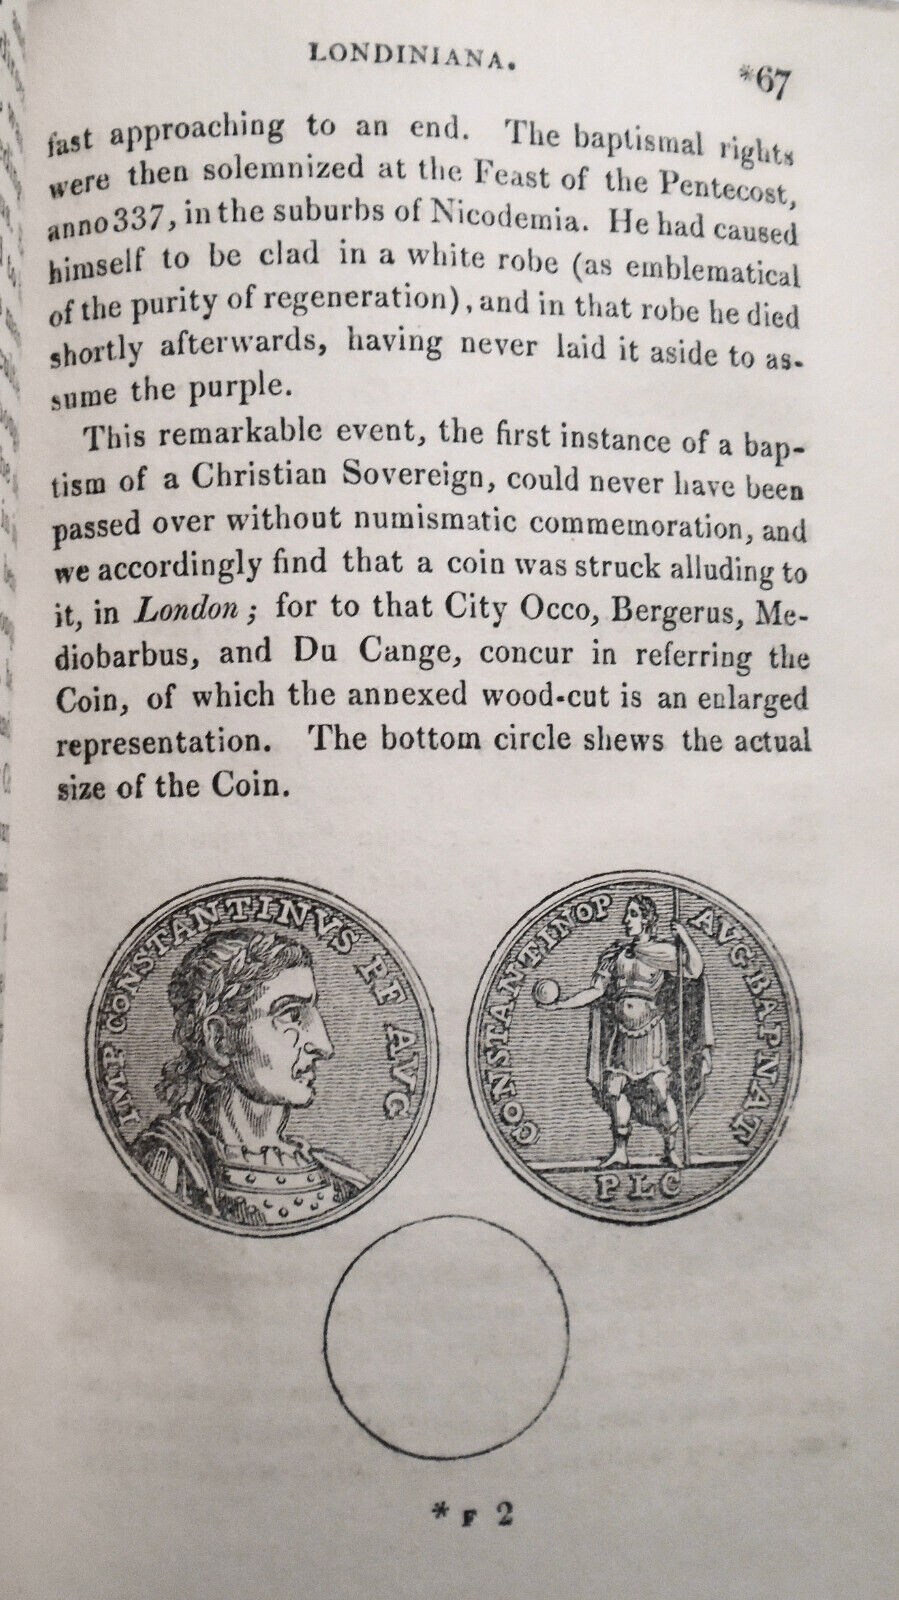 LONDINIANA.
*67
fast approaching to an end. The baptismal rights
were then solemnized at the Feast of the Pentecost,
anno 337, in the suburbs of Nicodemia. He had caused
himself to be clad in a white robe (as emblematical
of the purity of regeneration), and in that robe he died
shortly afterwards, having never laid it aside to as-
sume the purple.
This remarkable event, the first instance of a bap-
tism of a Christian Sovereign, could never have been
passed over without numismatic commemoration, and
we accordingly find that a coin was struck alluding to
it, in London; for to that City Occo, Bergerus, Me-
diobarbus, and Du Cange, concur in referring the
Coin, of which the annexed wood-cut is an enlarged
representation. The bottom circle shews the actual
size of the Coin.
IMP CONSTANTINVS PF AVG
CONSTANTINOP AVG BAPNAT
PLC
*F 2